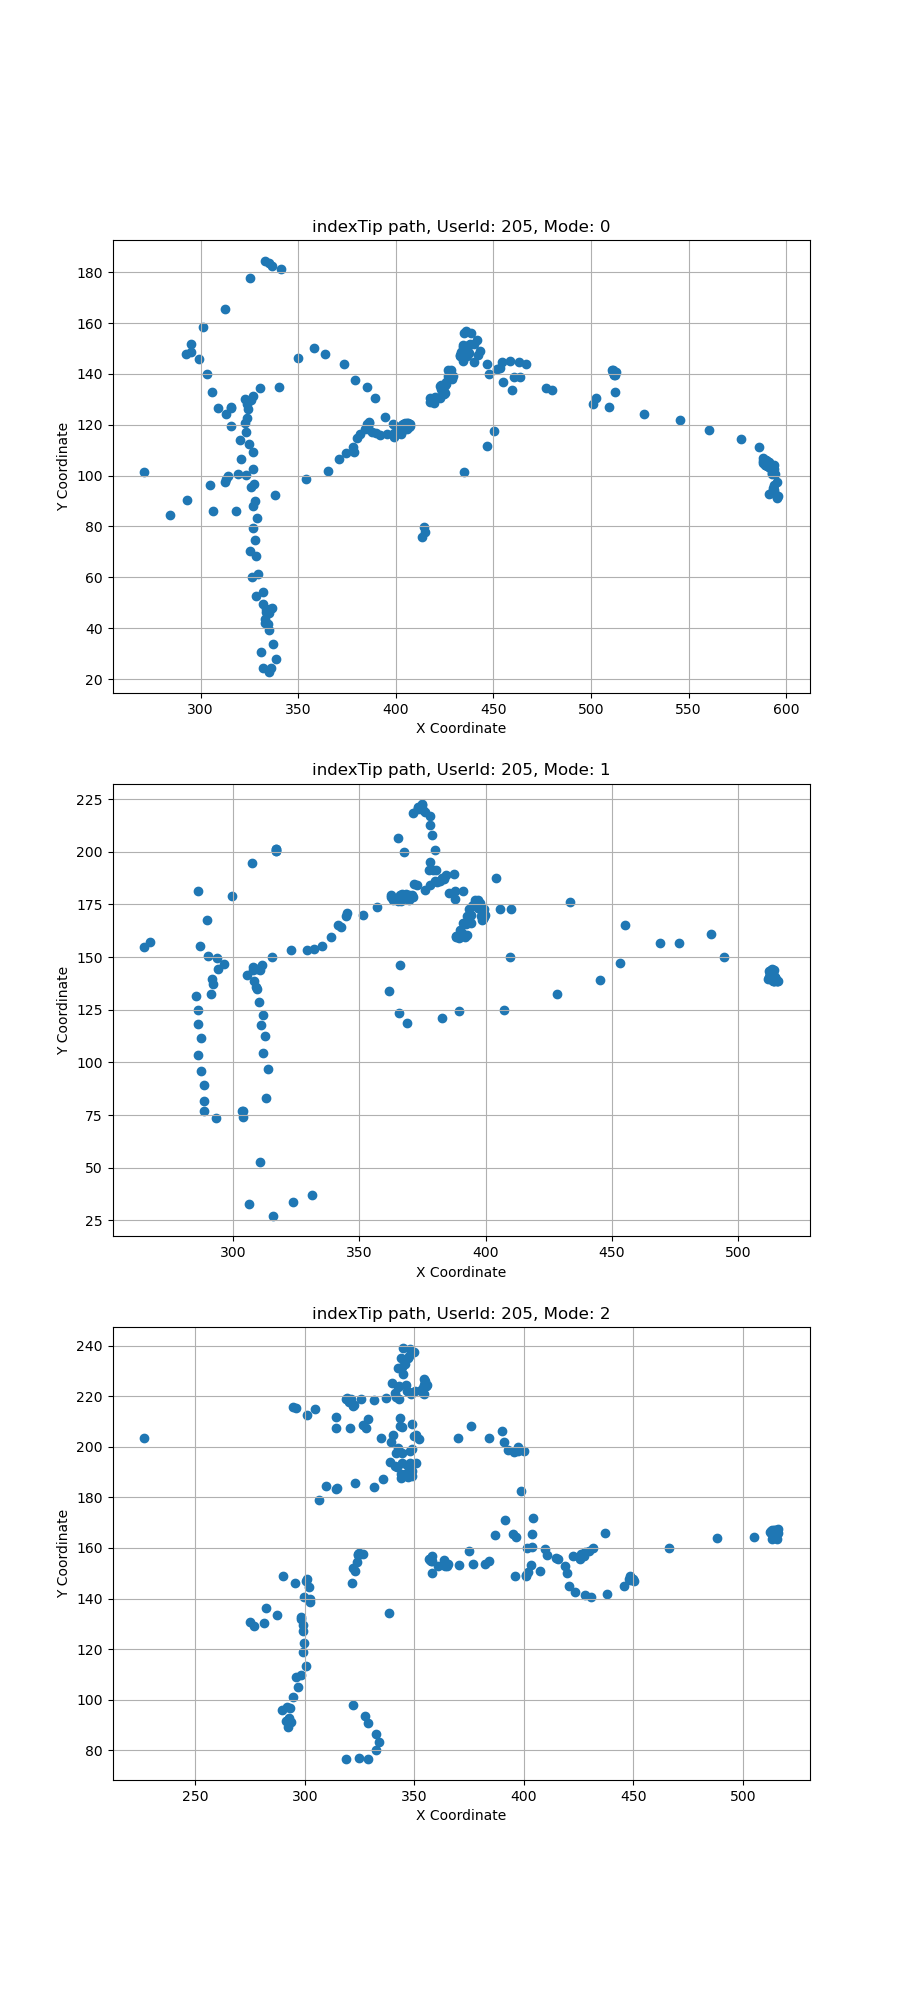 indexTip path, UserId: 205, Mode: 0
180
160
140
120
100
80
60
40
20
Y Coordinate
300 350 400 450 500 550 600
X Coordinate
indexTip path, UserId: 205, Mode: 1
225
200
175
150
125
100
75
50
25
Y Coordinate
300 350 400 450 500
X Coordinate
indexTip path, UserId: 205, Mode: 2
240
220
200
180
160
140
120
100
80
Y Coordinate
250 300 350 400 450 500
X Coordinate